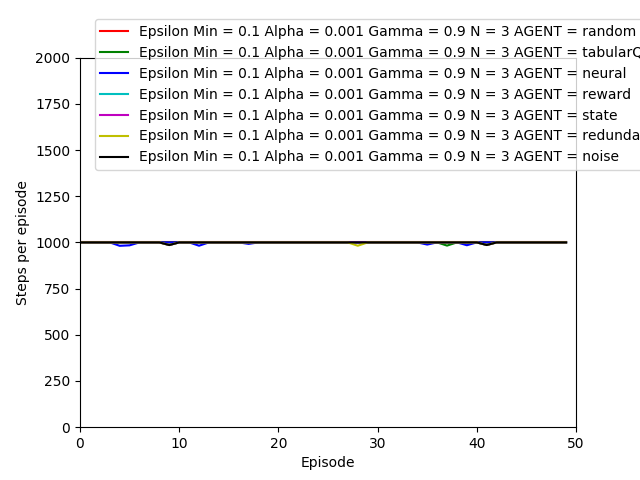 Epsilon Min = 0.1 Alpha = 0.001 Gamma = 0.9 N = 3 AGENT = random
Epsilon Min = 0.1 Alpha = 0.001 Gamma = 0.9 N = 3 AGENT = tabularQ
Epsilon Min = 0.1 Alpha = 0.001 Gamma = 0.9 N = 3 AGENT = neural
Epsilon Min = 0.1 Alpha = 0.001 Gamma = 0.9 N = 3 AGENT = reward
Epsilon Min = 0.1 Alpha = 0.001 Gamma = 0.9 N = 3 AGENT = state
Epsilon Min = 0.1 Alpha = 0.001 Gamma = 0.9 N = 3 AGENT = redunda
Epsilon Min = 0.1 Alpha = 0.001 Gamma = 0.9 N = 3 AGENT = noise
2000
1750
1500
1250
1000
750
500
250
0
Steps per episode
0 10 20 30 40 50
Episode